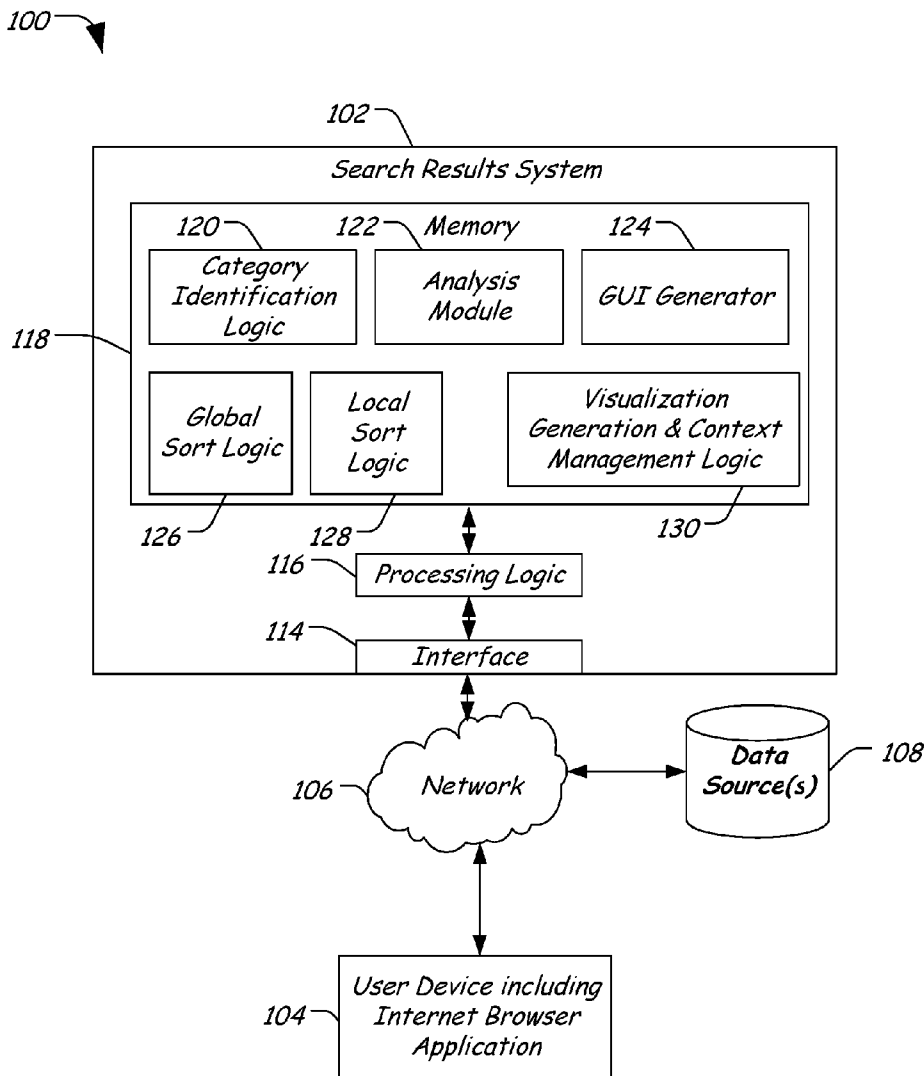 100
102
Search Results System
Memory
120
122
124
Category
Identification
Logic
Analysis
Module
GUI Generator
118
Global
Sort Logic
Local
Sort
Logic
Visualization
Generation & Context
Management Logic
126
128
130
116
Processing Logic
114
Interface
Network
106
Data
Source(s)
108
User Device including
Internet Browser
Application
104